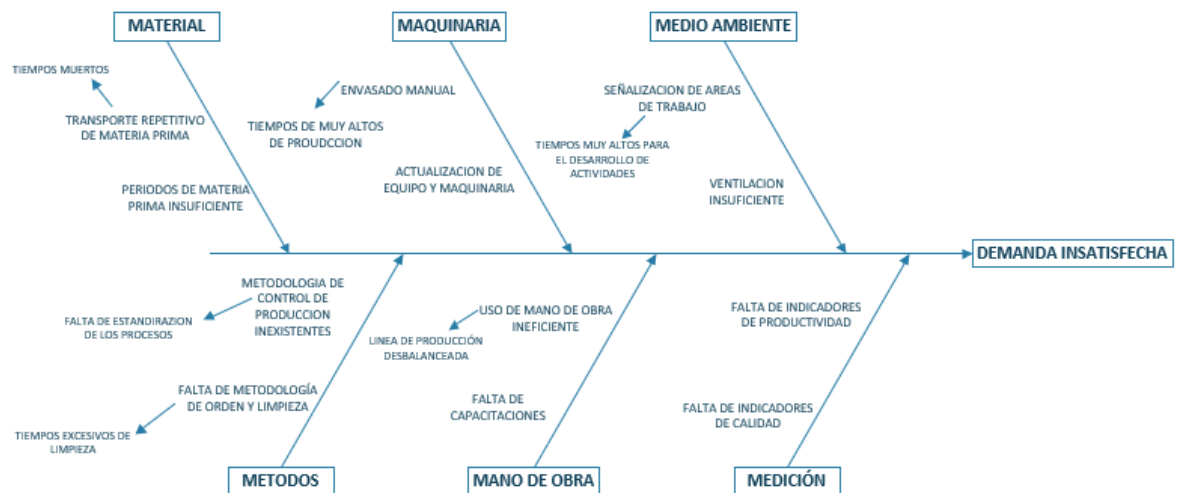 MATERIAL
MAQUINARIA
MEDIO AMBIENTE
TIEMPOS MUERTOS
TRANSPORTE REPETITIVO
DE MATERIA PRIMA
PERIODOS DE MATERIA
PRIMA INSUFICIENTE
ENVASADO MANUAL
TIEMPOS DE MUY ALTOS
DE PROUDCCION
ACTUALIZACION DE
EQUIPO Y MAQUINARIA
SEÑALIZACION DE AREAS
DE TRABAJO
TIEMPOS MUY ALTOS PARA
EL DESARROLLO DE
ACTIVIDADES
VENTILACION
INSUFICIENTE
DEMANDA INSATISFECHA
METODOLOGIA DE
CONTROL DE
PRODUCCION
INEXISTENTES
FALTA DE ESTANDIRAZION
DE LOS PROCESOS
FALTA DE METODOLOGÍA
DE ORDEN Y LIMPIEZA
TIEMPOS EXCESIVOS DE
LIMPIEZA
USO DE MANO DE OBRA
INEFICIENTE
LINEA DE PRODUCCIÓN
DESBALANCEADA
FALTA DE
CAPACITACIONES
FALTA DE INDICADORES
DE PRODUCTIVIDAD
FALTA DE INDICADORES
DE CALIDAD
METODOS
MANO DE OBRA
MEDICIÓN